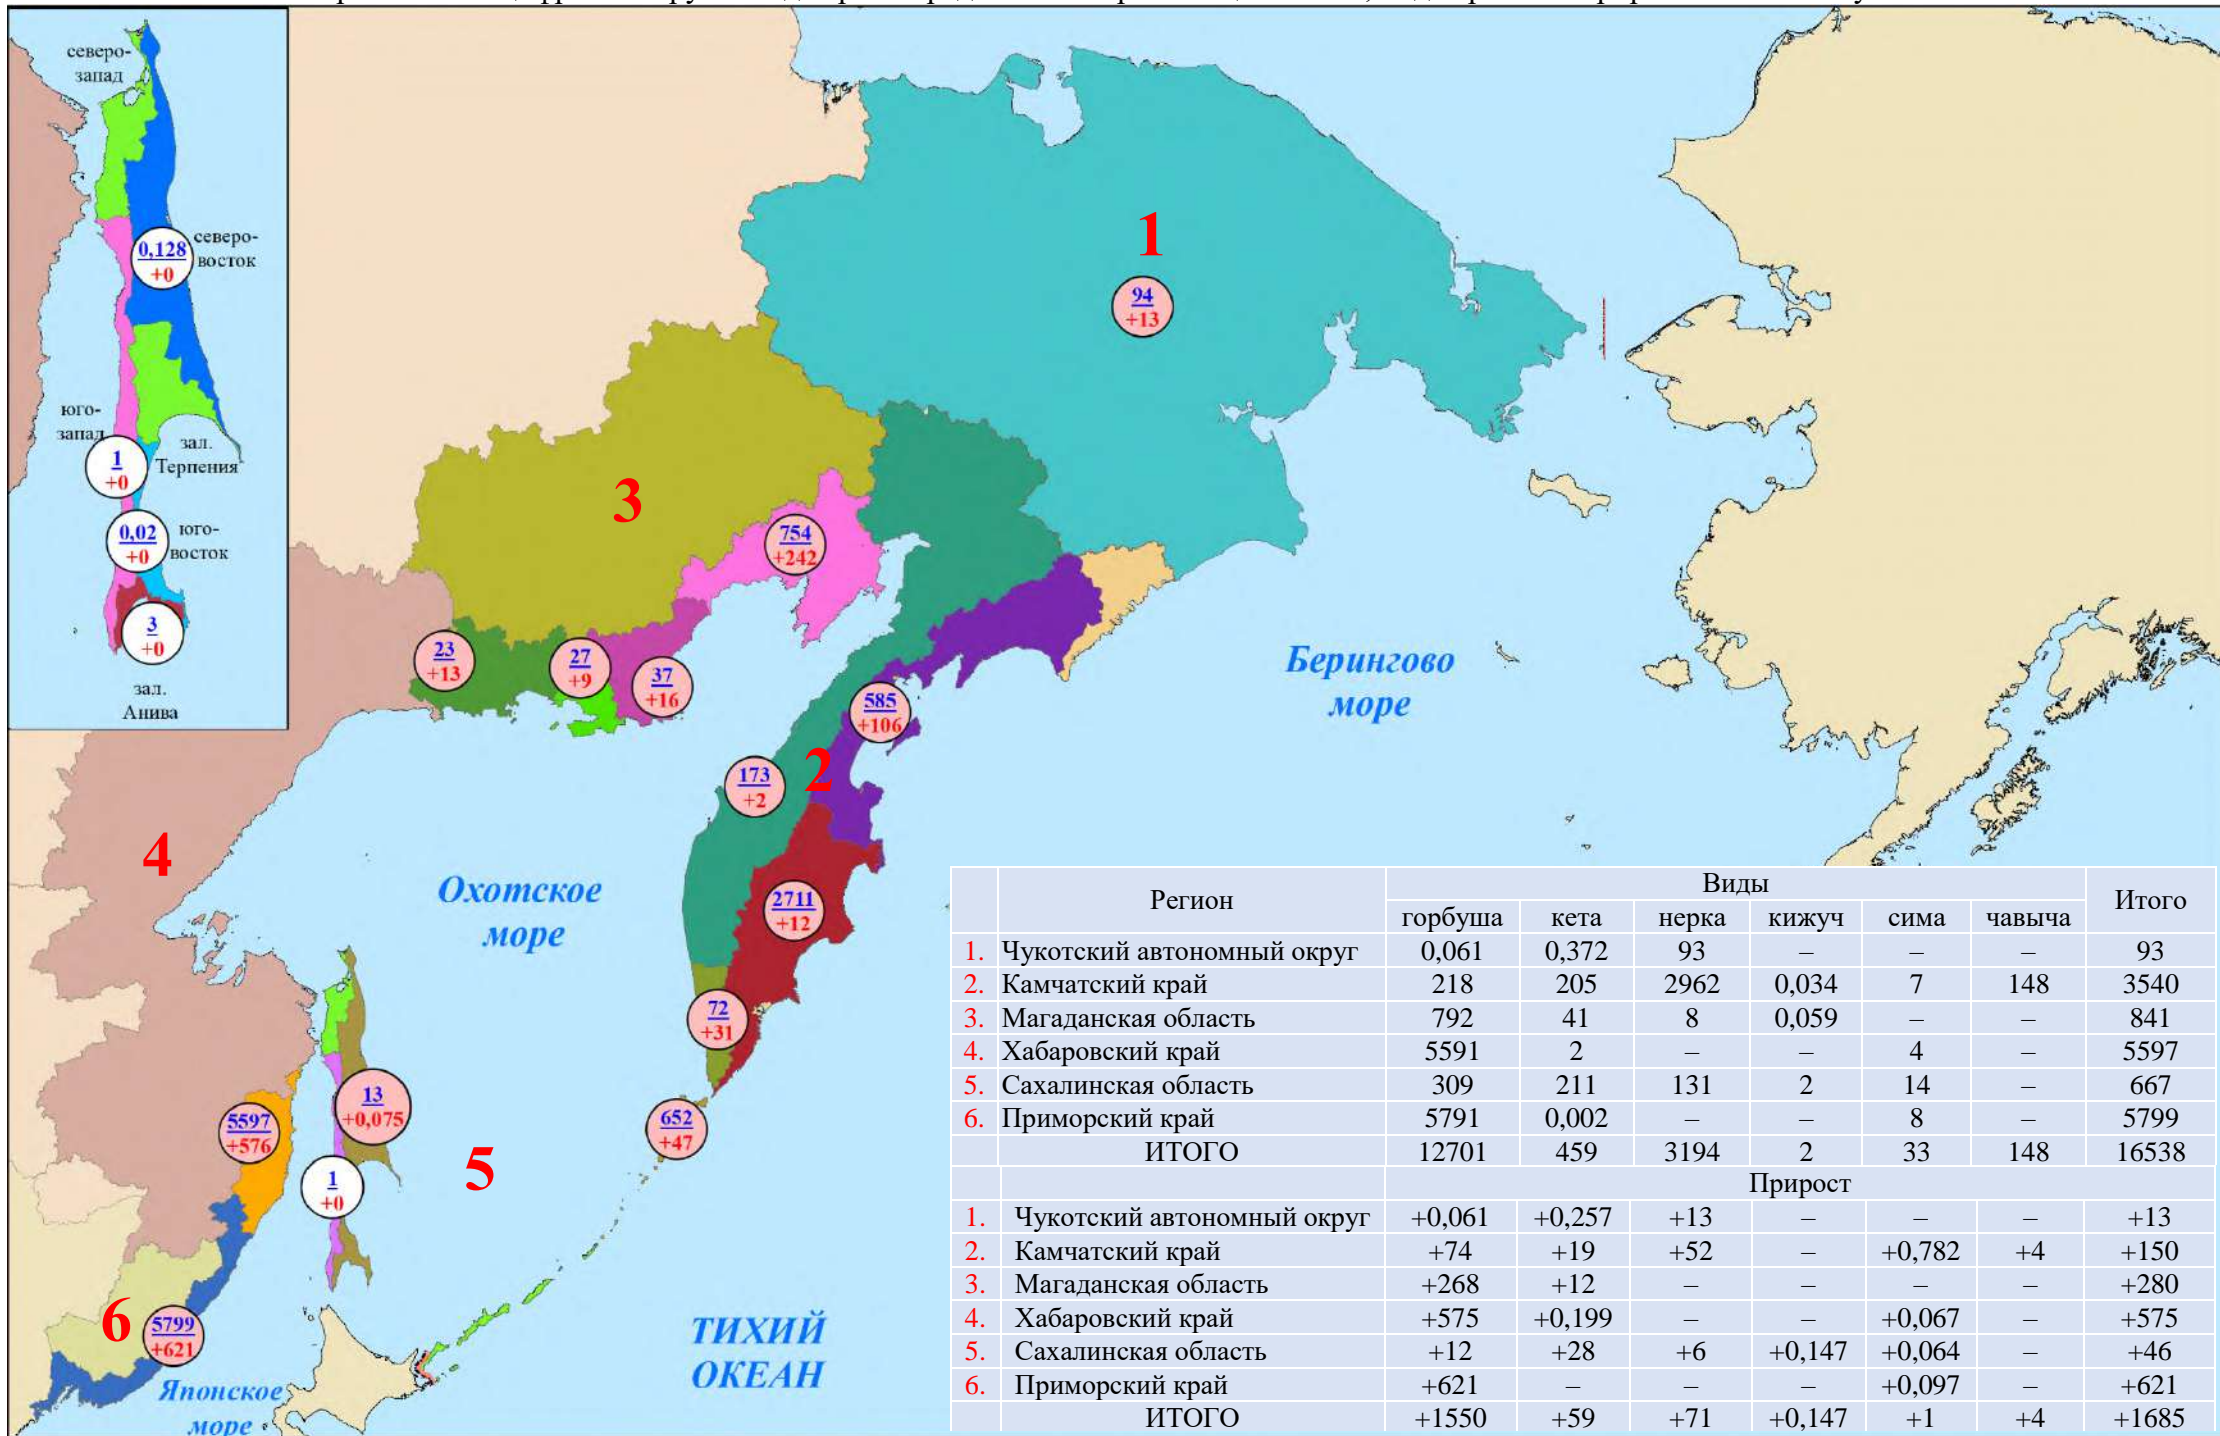 северо-
запад
0,128
+0
северо-
восток
юго-
запад
1
+0
зал.
Терпения
0,02
+0
юго-
восток
3
+0
зал.
Анива
1
94
+13
3
754
+242
23
+13
27
+9
37
+16
585
+106
173
+2
2
2711
+12
72
+31
652
+47
4
5597
+576
13
+0,075
1
+0
5
6
5799
+621
Берингово
море
Охотское
море
ТИХИЙ
ОКЕАН
Японское
море
Регион Виды Итого
горбуша кета нерка кижуч сима чавыча
1. Чукотский автономный округ 0,061 0,372 93 – – – 93
2. Камчатский край 218 205 2962 0,034 7 148 3540
3. Магаданская область 792 41 8 0,059 – – 841
4. Хабаровский край 5591 2 – – 4 – 5597
5. Сахалинская область 309 211 131 2 14 – 667
6. Приморский край 5791 0,002 – – 8 – 5799
ИТОГО 12701 459 3194 2 33 148 16538
Прирост
1. Чукотский автономный округ +0,061 +0,257 +13 – – – +13
2. Камчатский край +74 +19 +52 – +0,782 +4 +150
3. Магаданская область +268 +12 – – – – +280
4. Хабаровский край +575 +0,199 – – +0,067 – +575
5. Сахалинская область +12 +28 +6 +0,147 +0,064 – +46
6. Приморский край +621 – – – +0,097 – +621
ИТОГО +1550 +59 +71 +0,147 +1 +4 +1685